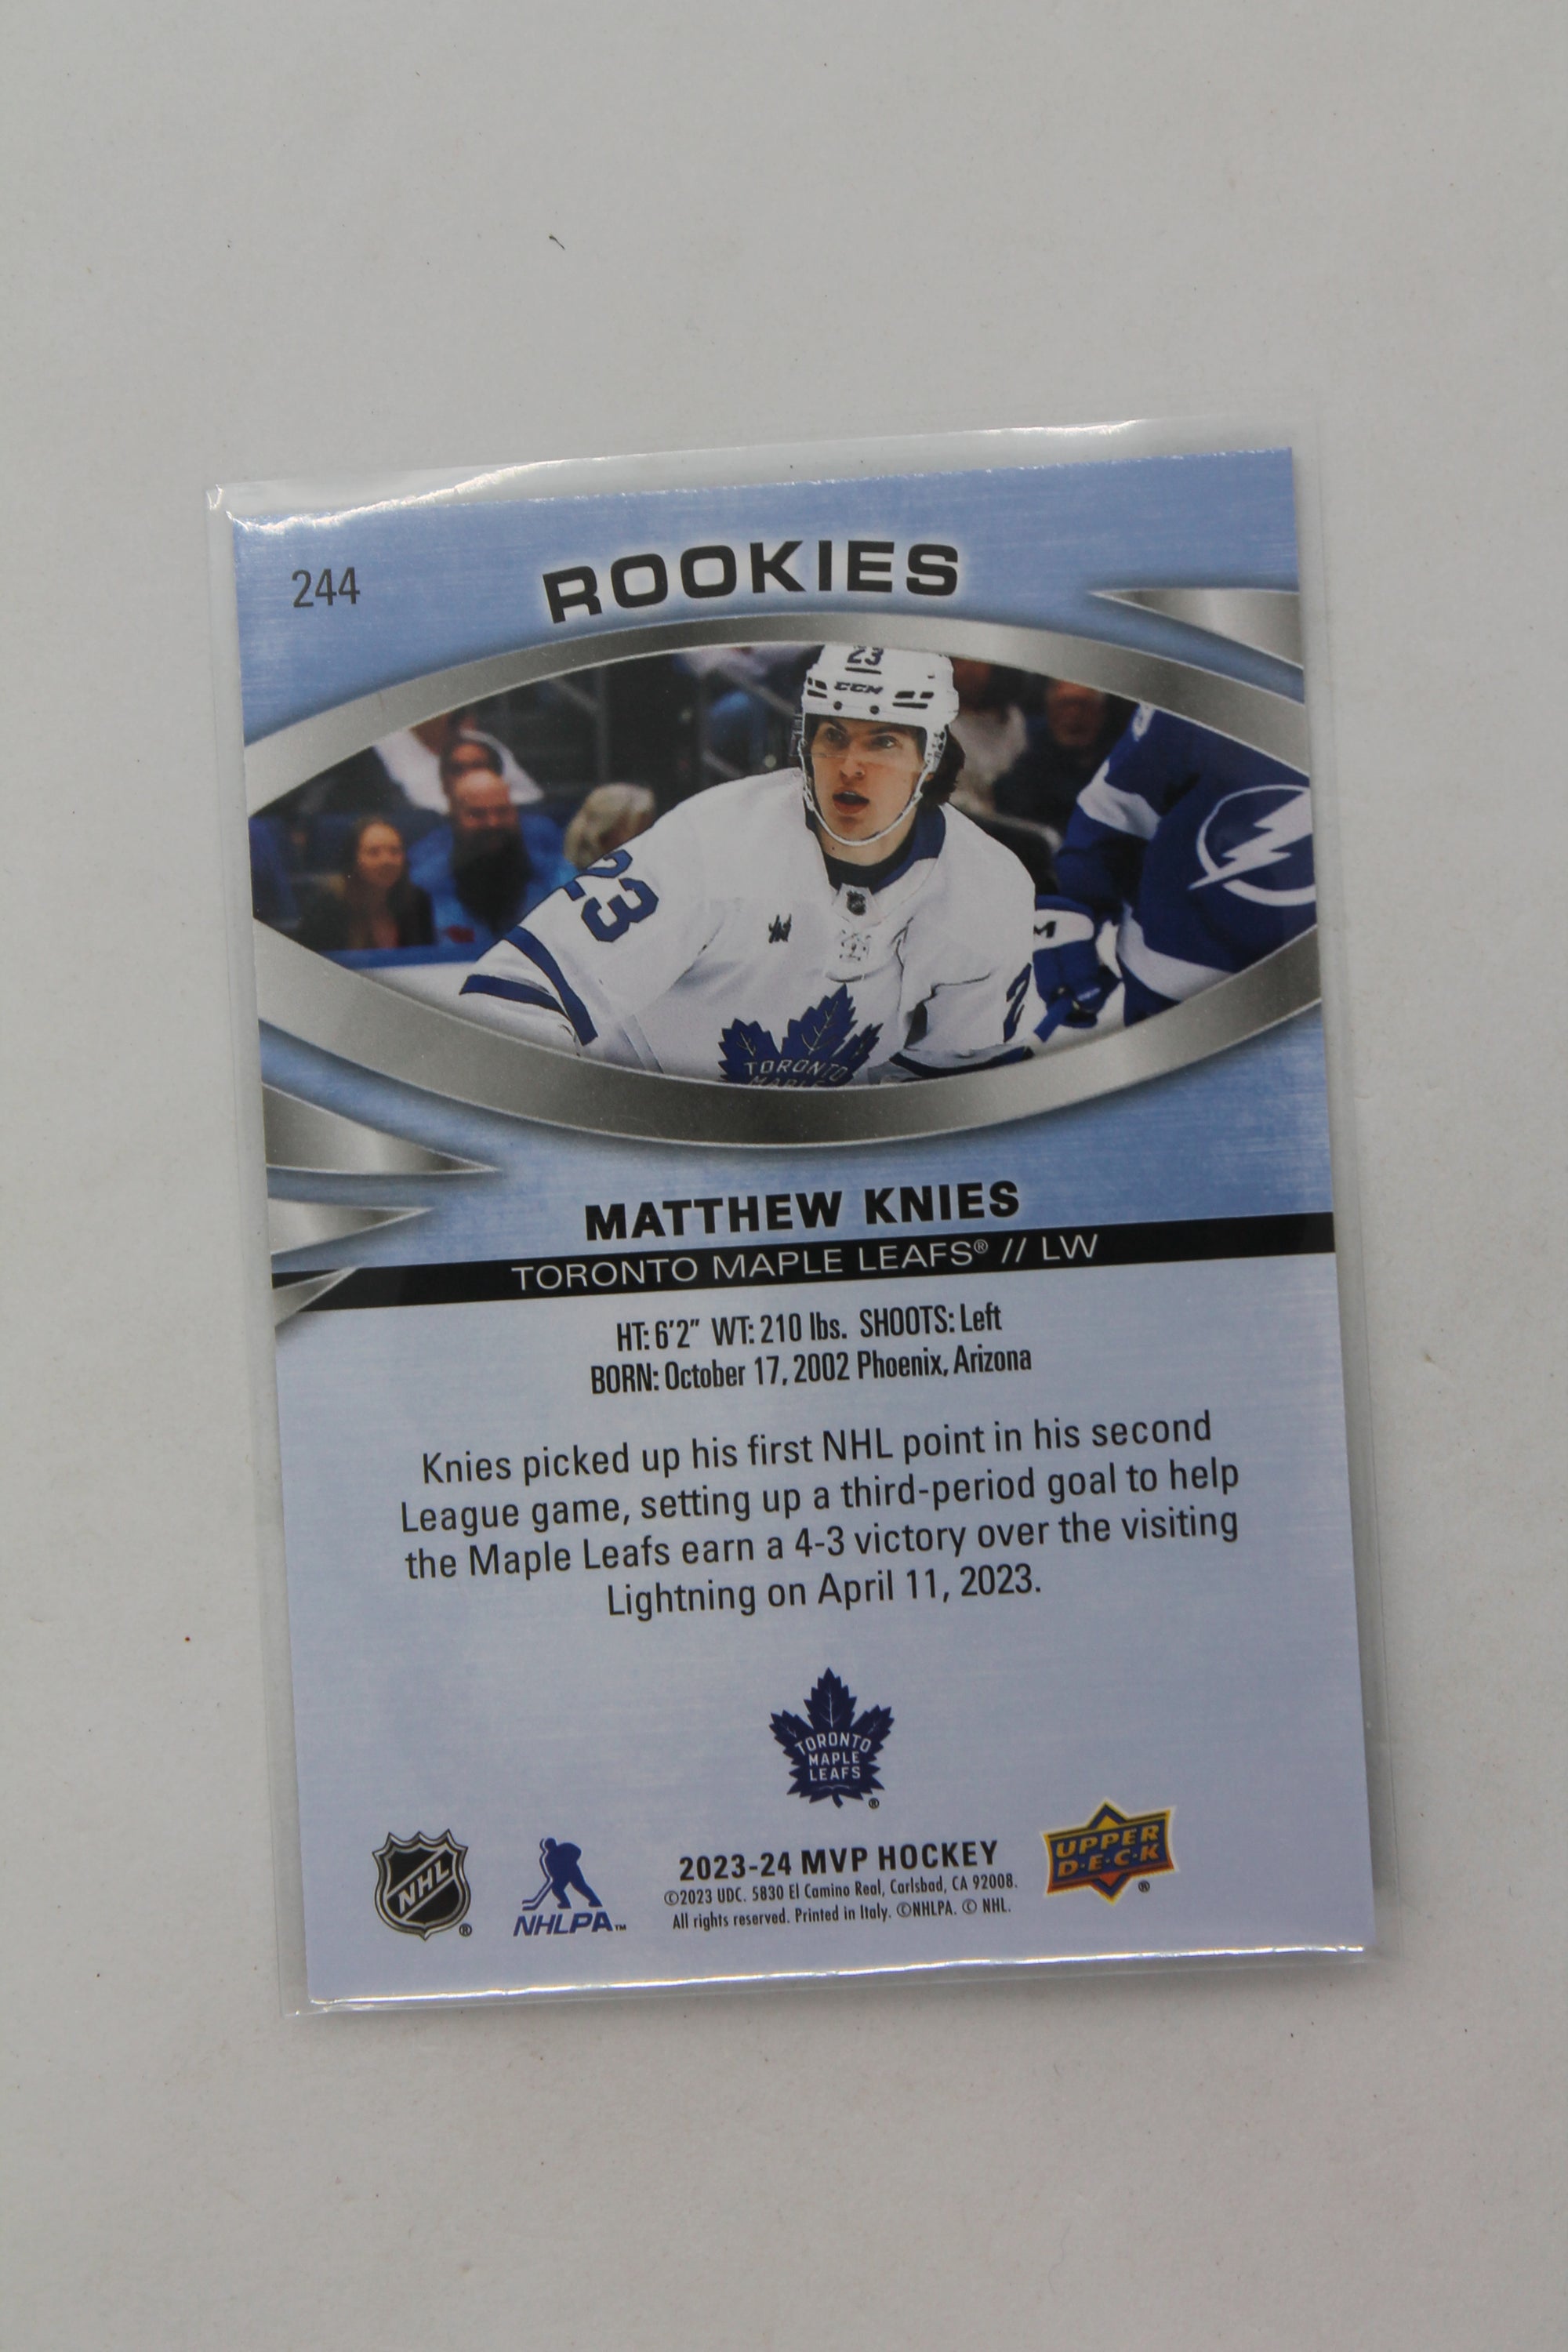 244
ROOKIES
23
CCM
23
TORONTO
MAPLE
MATTHEW KNIES
TORONTO MAPLE LEAFS® // LW
HT: 6'2" WT: 210 lbs. SHOOTS: Left
BORN: October 17, 2002 Phoenix, Arizona
Knies picked up his first NHL point in his second
League game, setting up a third-period goal to help
the Maple Leafs earn a 4-3 victory over the visiting
Lightning on April 11, 2023.
TORONTO
MAPLE
LEAFS
®
NHL
®
NHLPA™
2023-24 MVP HOCKEY
©2023 UDC. 5830 El Camino Real, Carlsbad, CA 92008.
All rights reserved. Printed in Italy. ©NHLPA. © NHL.
UPPER
D·E·C·K
®